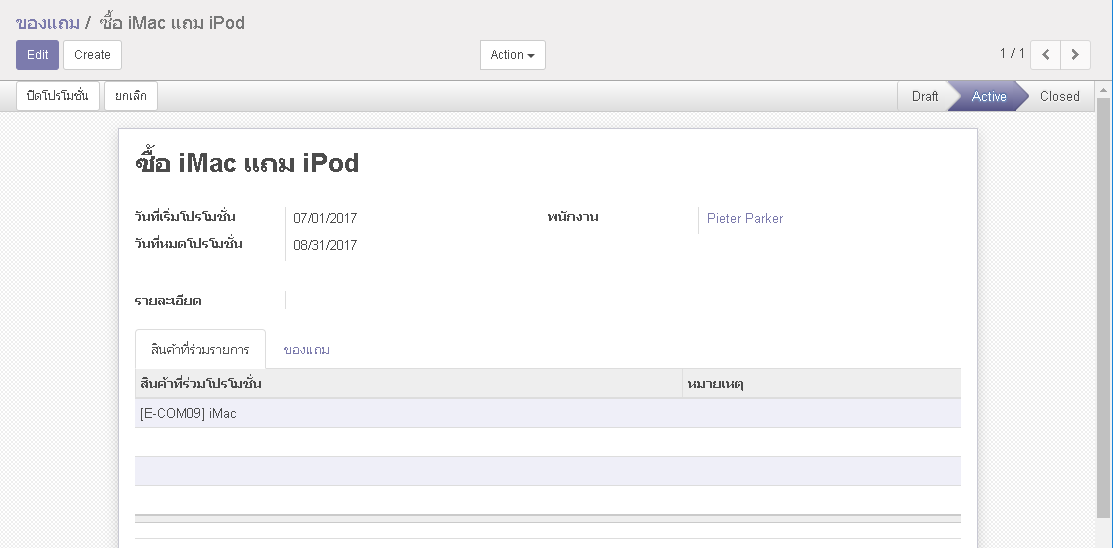 ของแถม / ซื้อ iMac แถม iPod
Edit Create Action 1 / 1
ปิดโปรโมชั่น ยกเลิก Draft Active Closed
ซื้อ iMac แถม iPod
วันที่เริ่มโปรโมชั่น 07/01/2017 พนักงาน Pieter Parker
วันที่หมดโปรโมชั่น 08/31/2017
รายละเอียด
สินค้าที่ร่วมรายการ ของแถม
สินค้าที่ร่วมโปรโมชั่น หมายเหตุ
[E-COM09] iMac